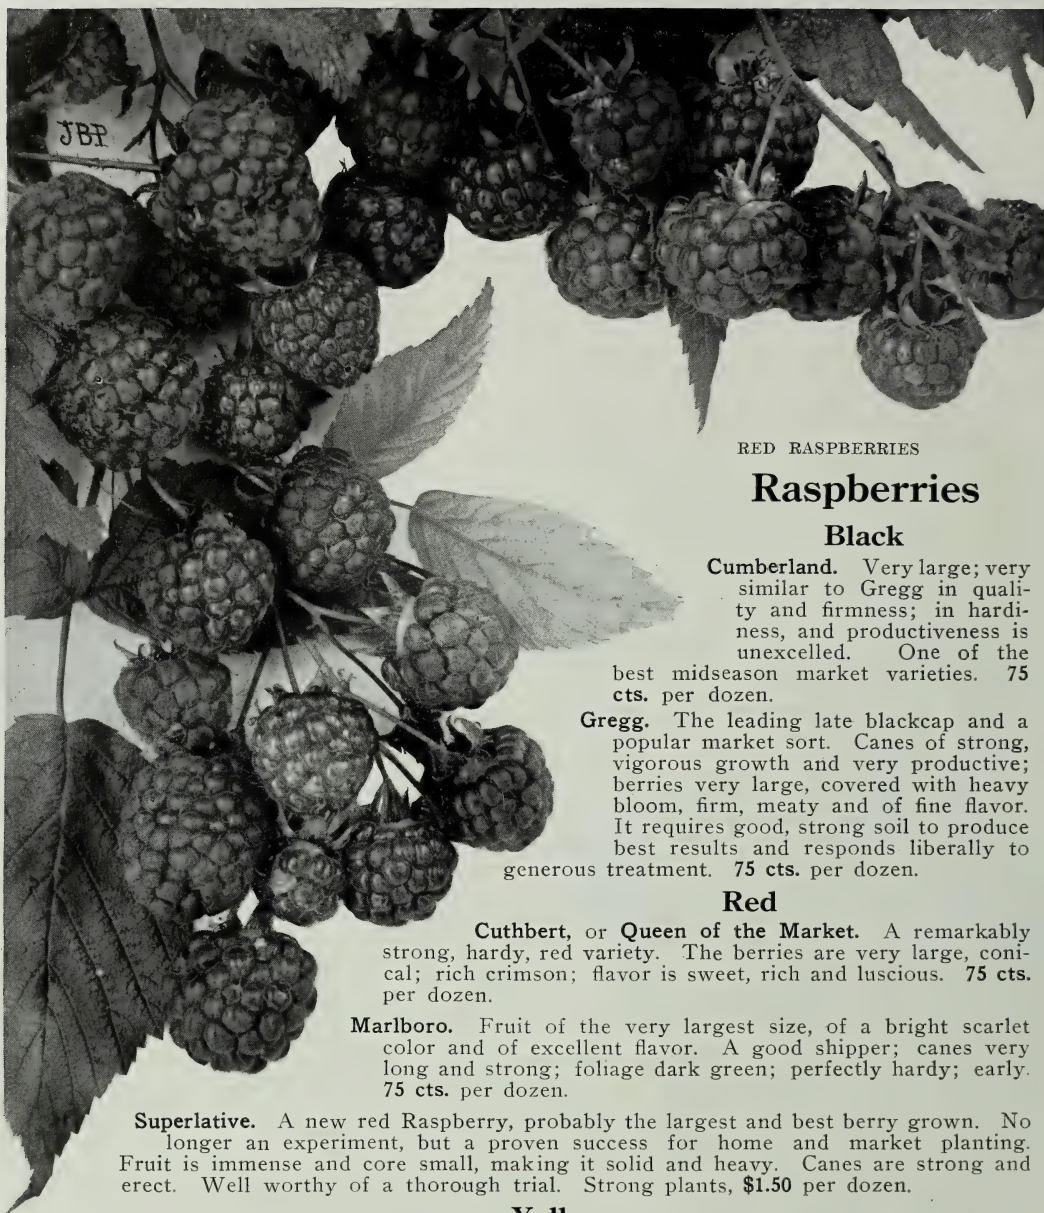 JBP
RED RASPBERRIES
Raspberries
Black
Cumberland. Very large; very
similar to Gregg in quali-
ty and firmness; in hardi-
ness, and productiveness is
unexcelled. One of the
best midseason market varieties. 75
cts. per dozen.
Gregg. The leading late blackcap and a
popular market sort. Canes of strong,
vigorous growth and very productive;
berries very large, covered with heavy
bloom, firm, meaty and of fine flavor.
It requires good, strong soil to produce
best results and responds liberally to
generous treatment. 75 cts. per dozen.
Red
Cuthbert, or Queen of the Market. A remarkably
strong, hardy, red variety. The berries are very large, coni-
cal; rich crimson; flavor is sweet, rich and luscious. 75 cts.
per dozen.
Marlboro. Fruit of the very largest size, of a bright scarlet
color and of excellent flavor. A good shipper; canes very
long and strong; foliage dark green; perfectly hardy; early.
75 cts. per dozen.
Superlative. A new red Raspberry, probably the largest and best berry grown. No
longer an experiment, but a proven success for home and market planting.
Fruit is immense and core small, making it solid and heavy. Canes are strong and
erect. Well worthy of a thorough trial. Strong plants, $1.50 per dozen.